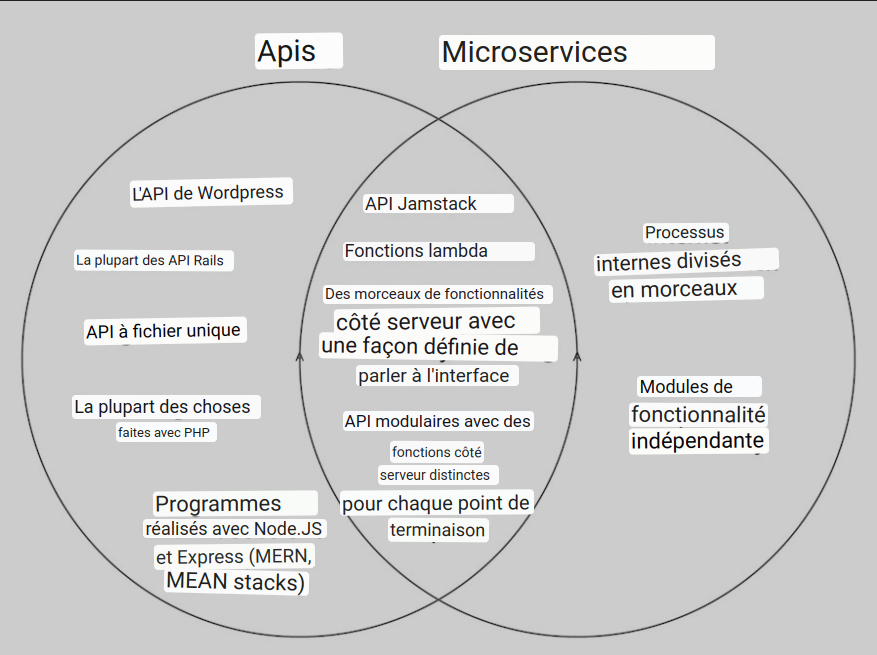 Apis
Microservices
L'API de Wordpress
La plupart des API Rails
API à fichier unique
La plupart des choses
faites avec PHP
Programmes
réalisés avec Node.JS
et Express (MERN,
MEAN stacks)
API Jamstack
Fonctions lambda
Des morceaux de fonctionnalités
côté serveur avec
une façon définie de
parler à l'interface
API modulaires avec des
fonctions côté
serveur distinctes
pour chaque point de
terminaison
Processus
internes divisés
en morceaux
Modules de
fonctionnalité
indépendante